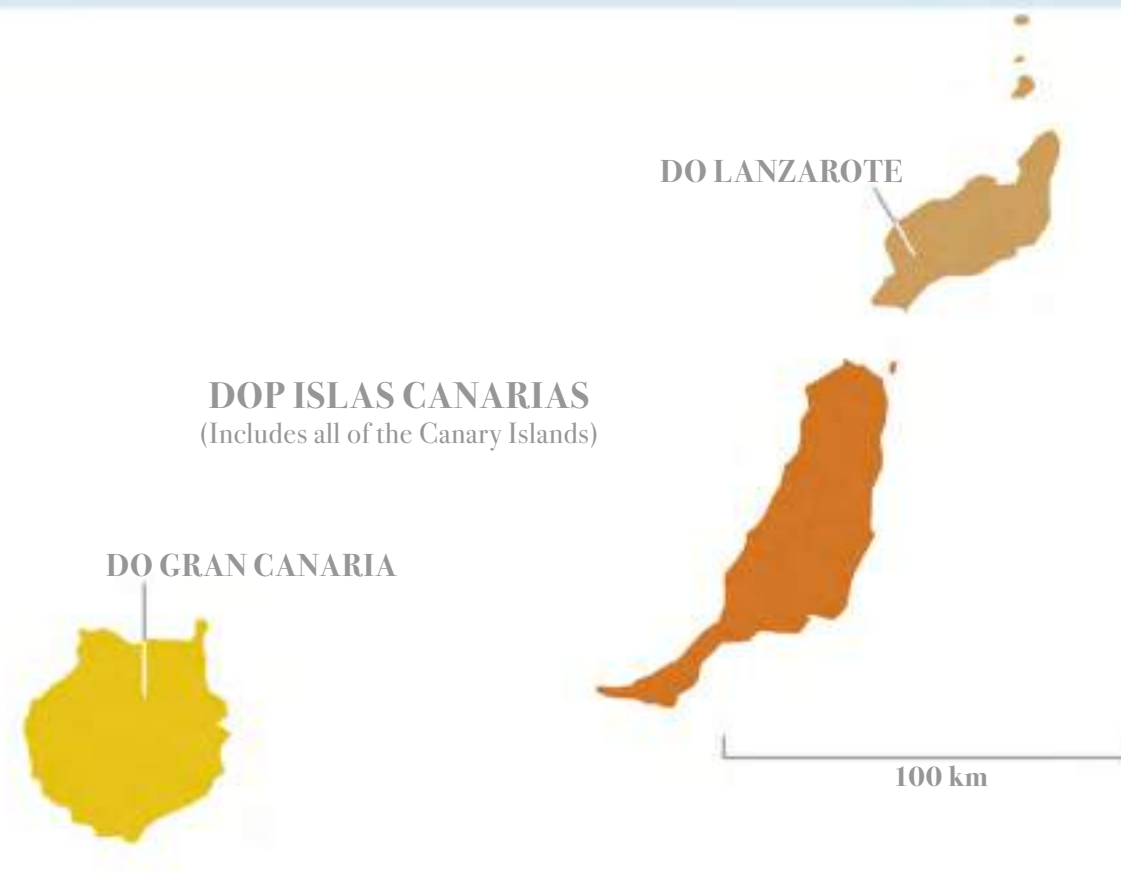 DO LANZAROTE
DOP ISLAS CANARIAS
(Includes all of the Canary Islands)
DO GRAN CANARIA
100 km